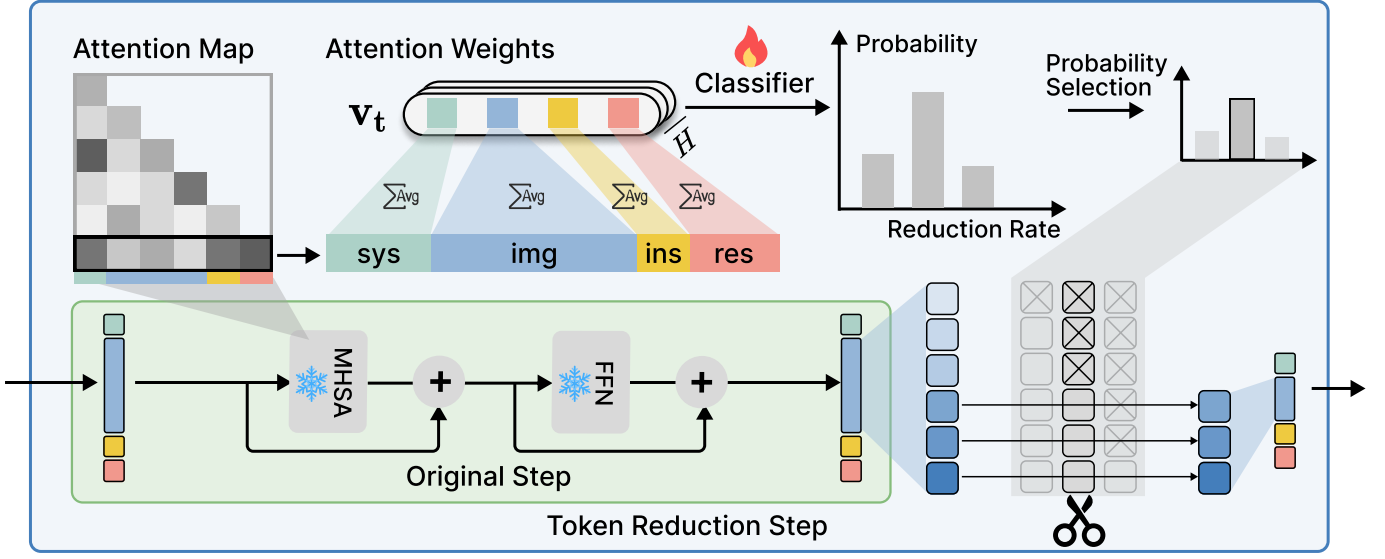 Attention Map
Attention Weights
v_t
H
Classifier
Probability
Reduction Rate
Probability
Selection
∑Avg
∑Avg
∑Avg
∑Avg
sys
img
ins
res
MHSA
+
FFN
+
Original Step
Token Reduction Step